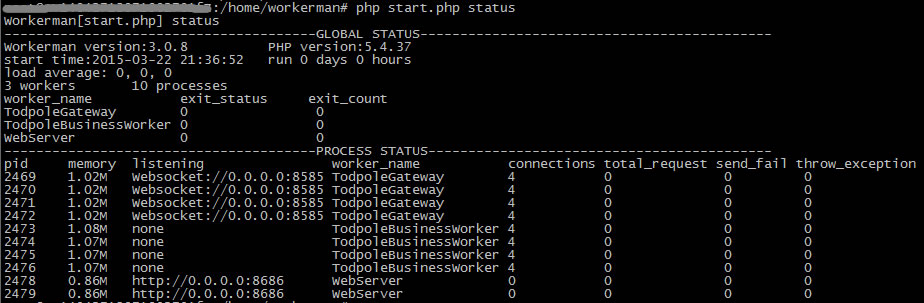 :/home/workerman# php start.php status
Workerman[start.php] status
----------------------------------------GLOBAL STATUS---------------------------------------------
Workerman version:3.0.8 PHP version:5.4.37
start time:2015-03-22 21:36:52 run 0 days 0 hours
load average: 0, 0, 0
3 workers 10 processes
worker_name exit_status exit_count
TodpoleGateway 0 0
TodpoleBusinessWorker 0 0
WebServer 0 0
----------------------------------------PROCESS STATUS--------------------------------------------
pid memory listening worker_name connections total_request send_fail throw_exception
2469 1.02M Websocket://0.0.0.0:8585 TodpoleGateway 4 0 0 0
2470 1.02M Websocket://0.0.0.0:8585 TodpoleGateway 4 0 0 0
2471 1.02M Websocket://0.0.0.0:8585 TodpoleGateway 4 0 0 0
2472 1.02M Websocket://0.0.0.0:8585 TodpoleGateway 4 0 0 0
2473 1.08M none TodpoleBusinessWorker 4 0 0 0
2474 1.07M none TodpoleBusinessWorker 4 0 0 0
2475 1.07M none TodpoleBusinessWorker 4 0 0 0
2476 1.07M none TodpoleBusinessWorker 4 0 0 0
2478 0.86M http://0.0.0.0:8686 WebServer 0 0 0 0
2479 0.86M http://0.0.0.0:8686 WebServer 0 0 0 0